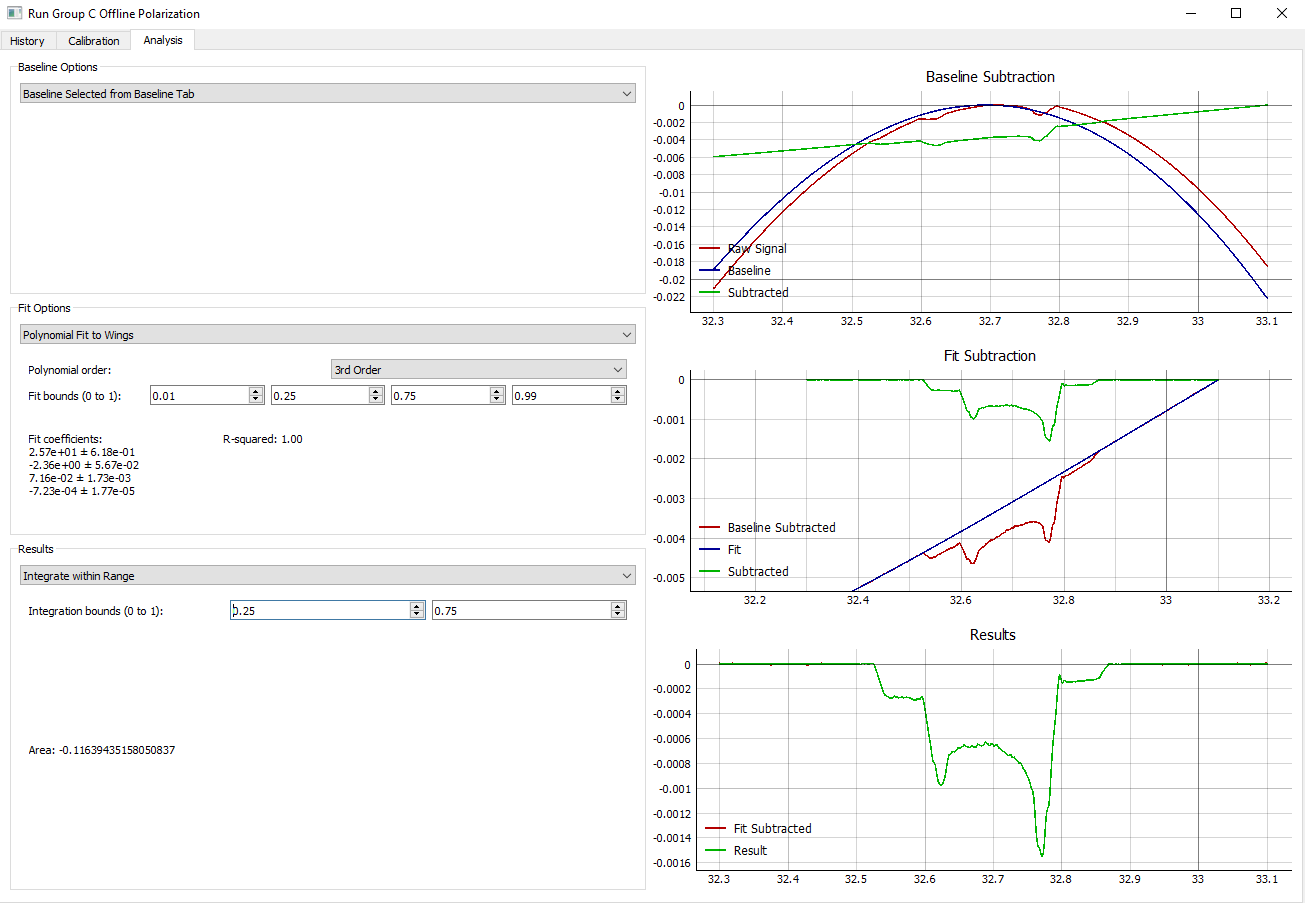 Run Group C Offline Polarization
History Calibration Analysis
Baseline Options
Baseline Selected from Baseline Tab
Fit Options
Polynomial Fit to Wings
Polynomial order: 3rd Order
Fit bounds (0 to 1): 0.01 0.25 0.75 0.99
Fit coefficients: R-squared: 1.00
2.57e+01 ± 6.18e-01
-2.36e+00 ± 5.67e-02
7.16e-02 ± 1.73e-03
-7.23e-04 ± 1.77e-05
Results
Integrate within Range
Integration bounds (0 to 1): 0.25 0.75
Area: -0.11639435158050837
Baseline Subtraction
0
-0.002
-0.004
-0.006
-0.008
-0.01
-0.012
-0.014
-0.016
-0.018
-0.02
-0.022
Raw Signal
Baseline
Subtracted
32.3 32.4 32.5 32.6 32.7 32.8 32.9 33 33.1
Fit Subtraction
0
-0.001
-0.002
-0.003
-0.004
-0.005
Baseline Subtracted
Fit
Subtracted
32.2 32.4 32.6 32.8 33 33.2
Results
0
-0.0002
-0.0004
-0.0006
-0.0008
-0.001
-0.0012
-0.0014
-0.0016
Fit Subtracted
Result
32.3 32.4 32.5 32.6 32.7 32.8 32.9 33 33.1